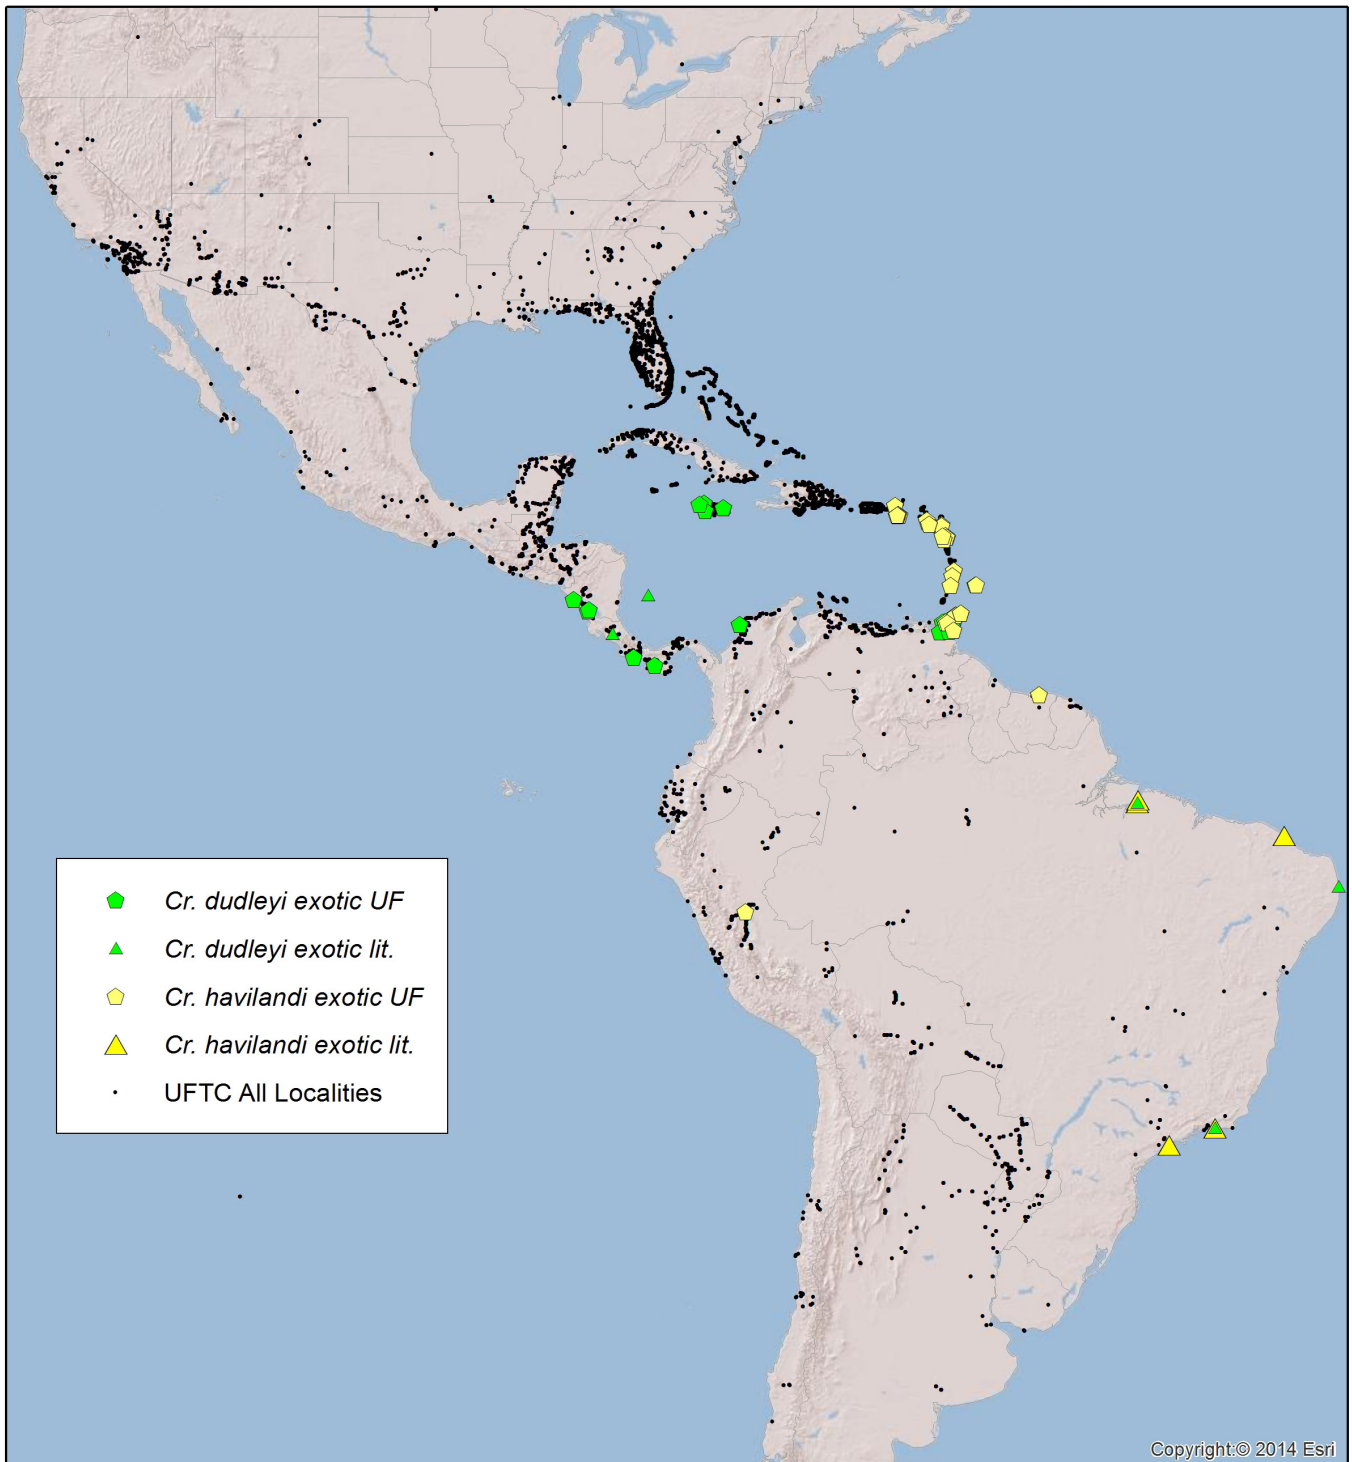 Cr. dudleyi exotic UF
Cr. dudleyi exotic lit.
Cr. havilandi exotic UF
Cr. havilandi exotic lit.
UFTC All Localities
Copyright:© 2014 Esri